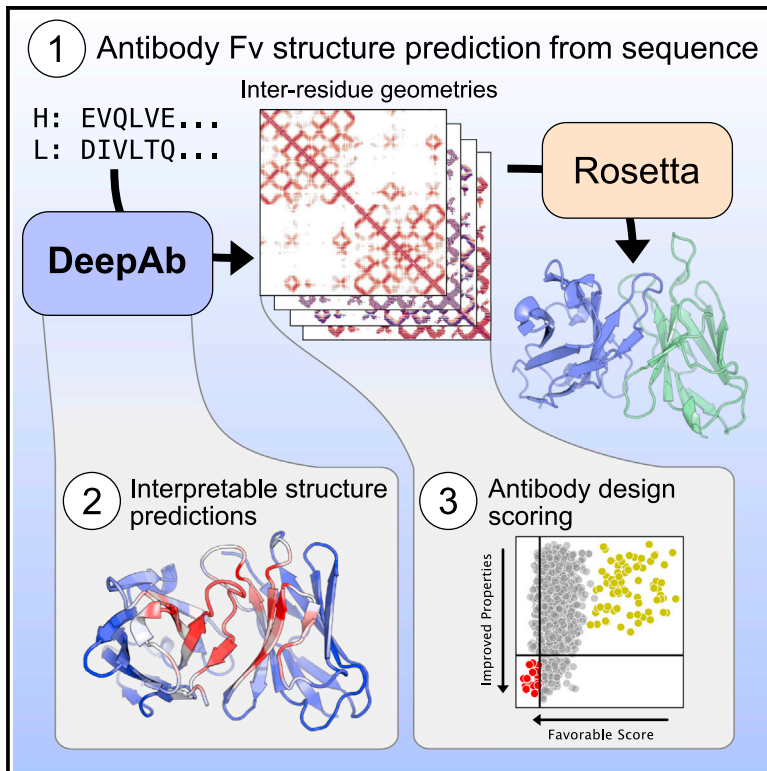 1 Antibody Fv structure prediction from sequence
Inter-residue geometries
H: EVQLVE...
L: DIVLTQ...
DeepAb
Rosetta
2 Interpretable structure
predictions
3 Antibody design
scoring
Improved Properties
Favorable Score